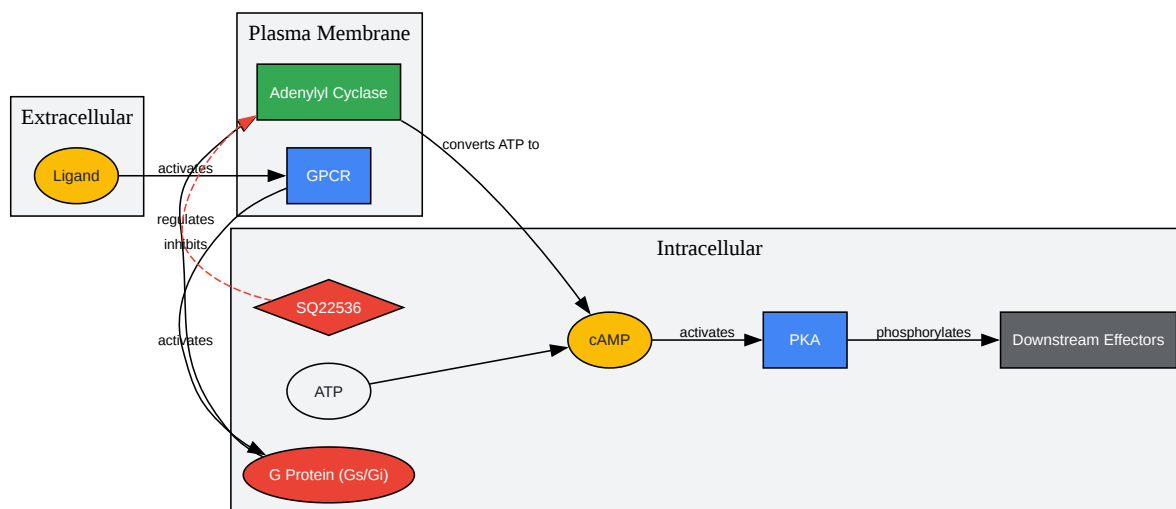 Plasma Membrane
Adenylyl Cyclase
Extracellular
converts ATP to
Ligand
activates
GPCR
regulates
inhibits
Intracellular
SQ22536
activates
cAMP
activates
PKA
phosphorylates
Downstream Effectors
ATP
G Protein (Gs/Gi)